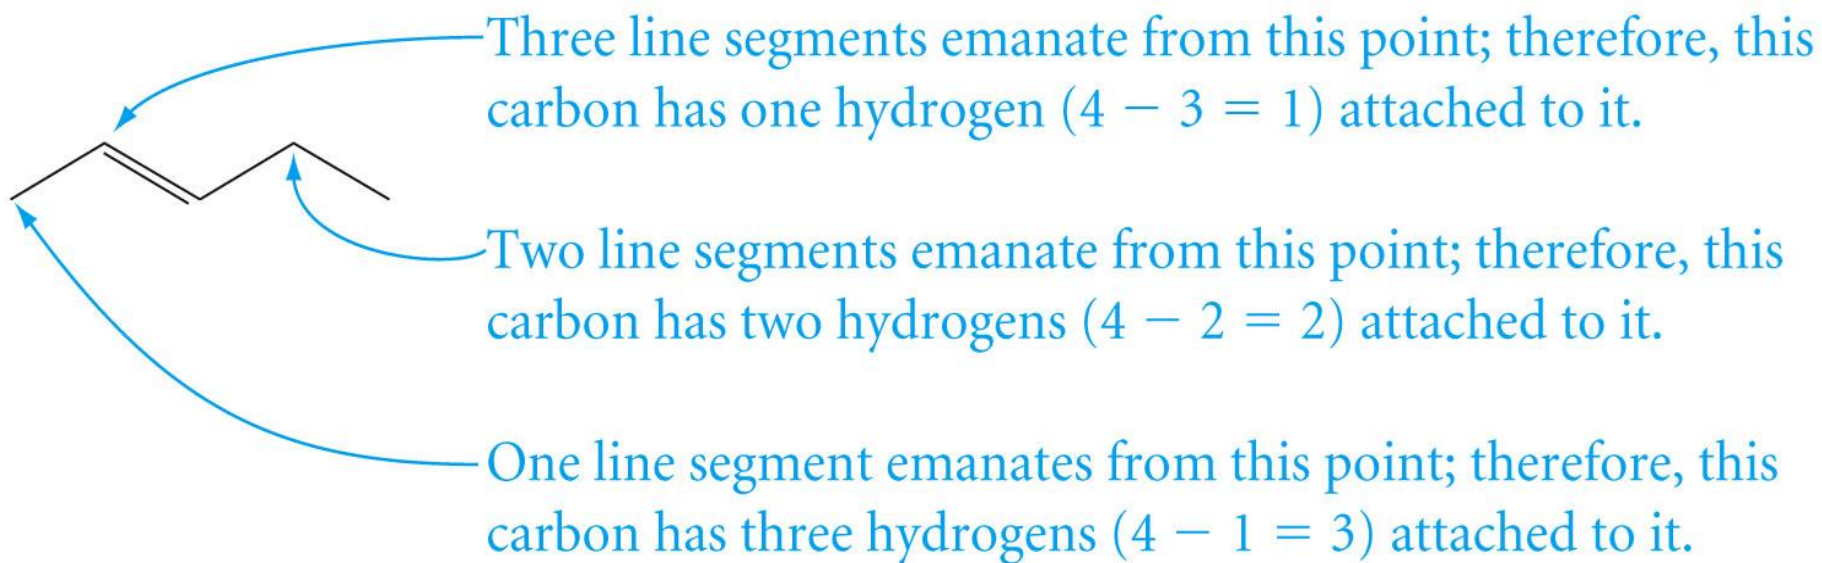 Three line segments emanate from this point; therefore, this
carbon has one hydrogen (4 − 3 = 1) attached to it.
Two line segments emanate from this point; therefore, this
carbon has two hydrogens (4 − 2 = 2) attached to it.
One line segment emanates from this point; therefore, this
carbon has three hydrogens (4 − 1 = 3) attached to it.